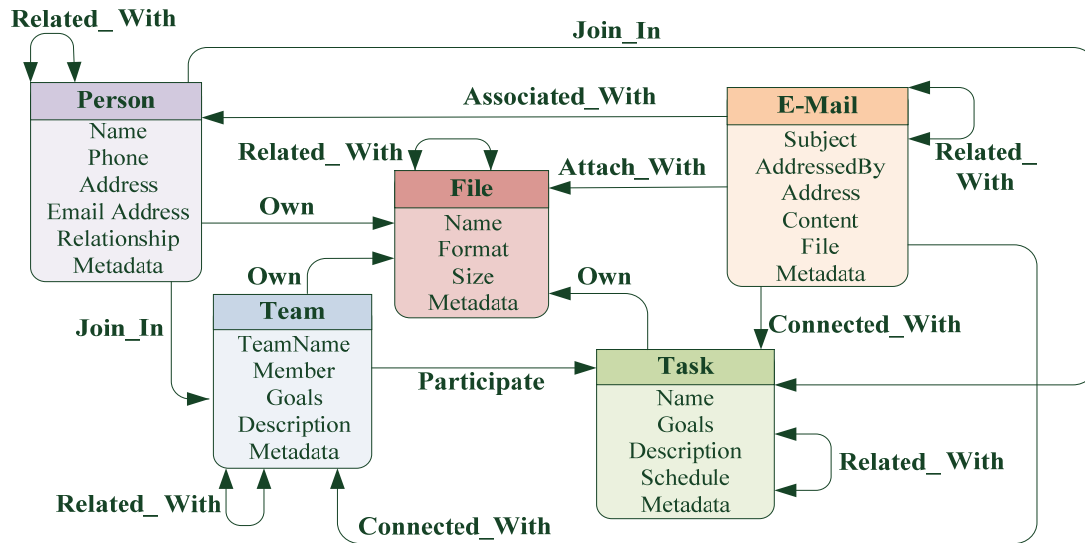 Related_ With
Join_In
Person
Name
Phone
Address
Email Address
Relationship
Metadata
Associated_With
E-Mail
Subject
AddressedBy
Address
Content
File
Metadata
Related_
With
Related_ With
Attach_With
File
Name
Format
Size
Metadata
Own
Own
Own
Join_In
Team
TeamName
Member
Goals
Description
Metadata
Connected_With
Participate
Task
Name
Goals
Description
Schedule
Metadata
Related_ With
Related_ With
Connected_With